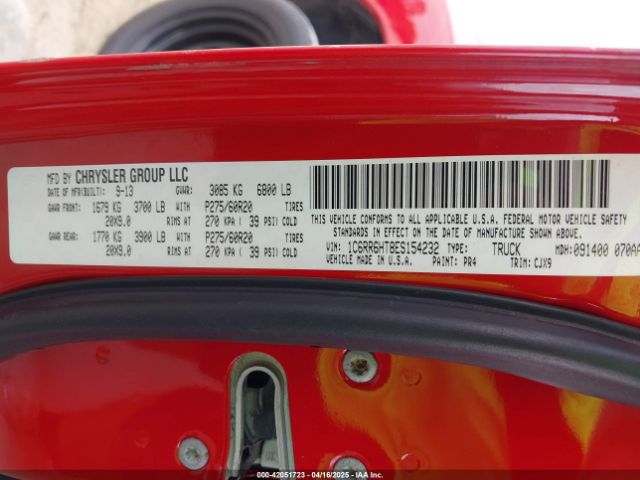 MFD BY CHRYSLER GROUP LLC
DATE OF MFR(BUILT): 9-13 GVWR: 3085 KG 6800 LB
GAWR FRONT: 1679 KG 3700 LB WITH P275/60R20 TIRES
20X9.0 RIMS AT 270 KPA ( 39 PSI) COLD
GAWR REAR: 1770 KG 3900 LB WITH P275/60R20 TIRES
20X9.0 RIMS AT 270 KPA ( 39 PSI) COLD
THIS VEHICLE CONFORMS TO ALL APPLICABLE U.S.A. FEDERAL MOTOR VEHICLE SAFETY
STANDARDS IN EFFECT ON THE DATE OF MANUFACTURE SHOWN ABOVE.
VIN: 1C6RR6HT8ES154232 TYPE: TRUCK MDH: 091400 070AA
VEHICLE MADE IN U.S.A. PAINT: PR4 TRIM: CJX9
000-42051723 - 04/16/2025 - IAAI.COM